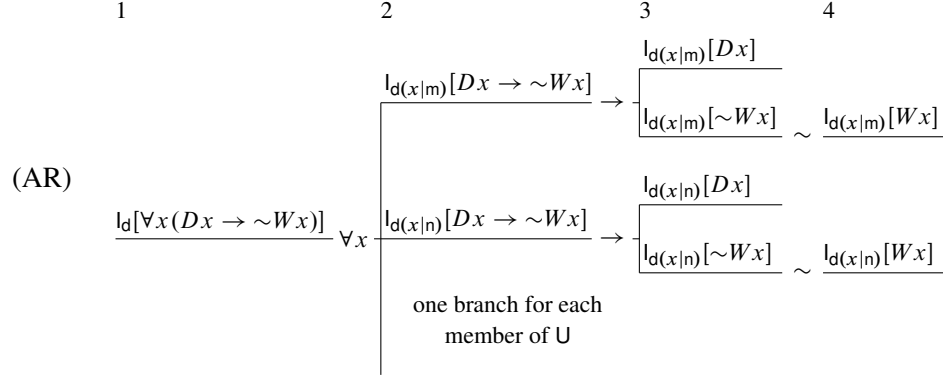 1 2 3 4
I_d(x|m)[Dx]
I_d(x|m)[Dx → ~Wx] →
I_d(x|m)[~Wx] ~ I_d(x|m)[Wx]
(AR)
I_d(x|n)[Dx]
I_d[∀x(Dx → ~Wx)] ∀x I_d(x|n)[Dx → ~Wx] →
I_d(x|n)[~Wx] ~ I_d(x|n)[Wx]
one branch for each
member of U